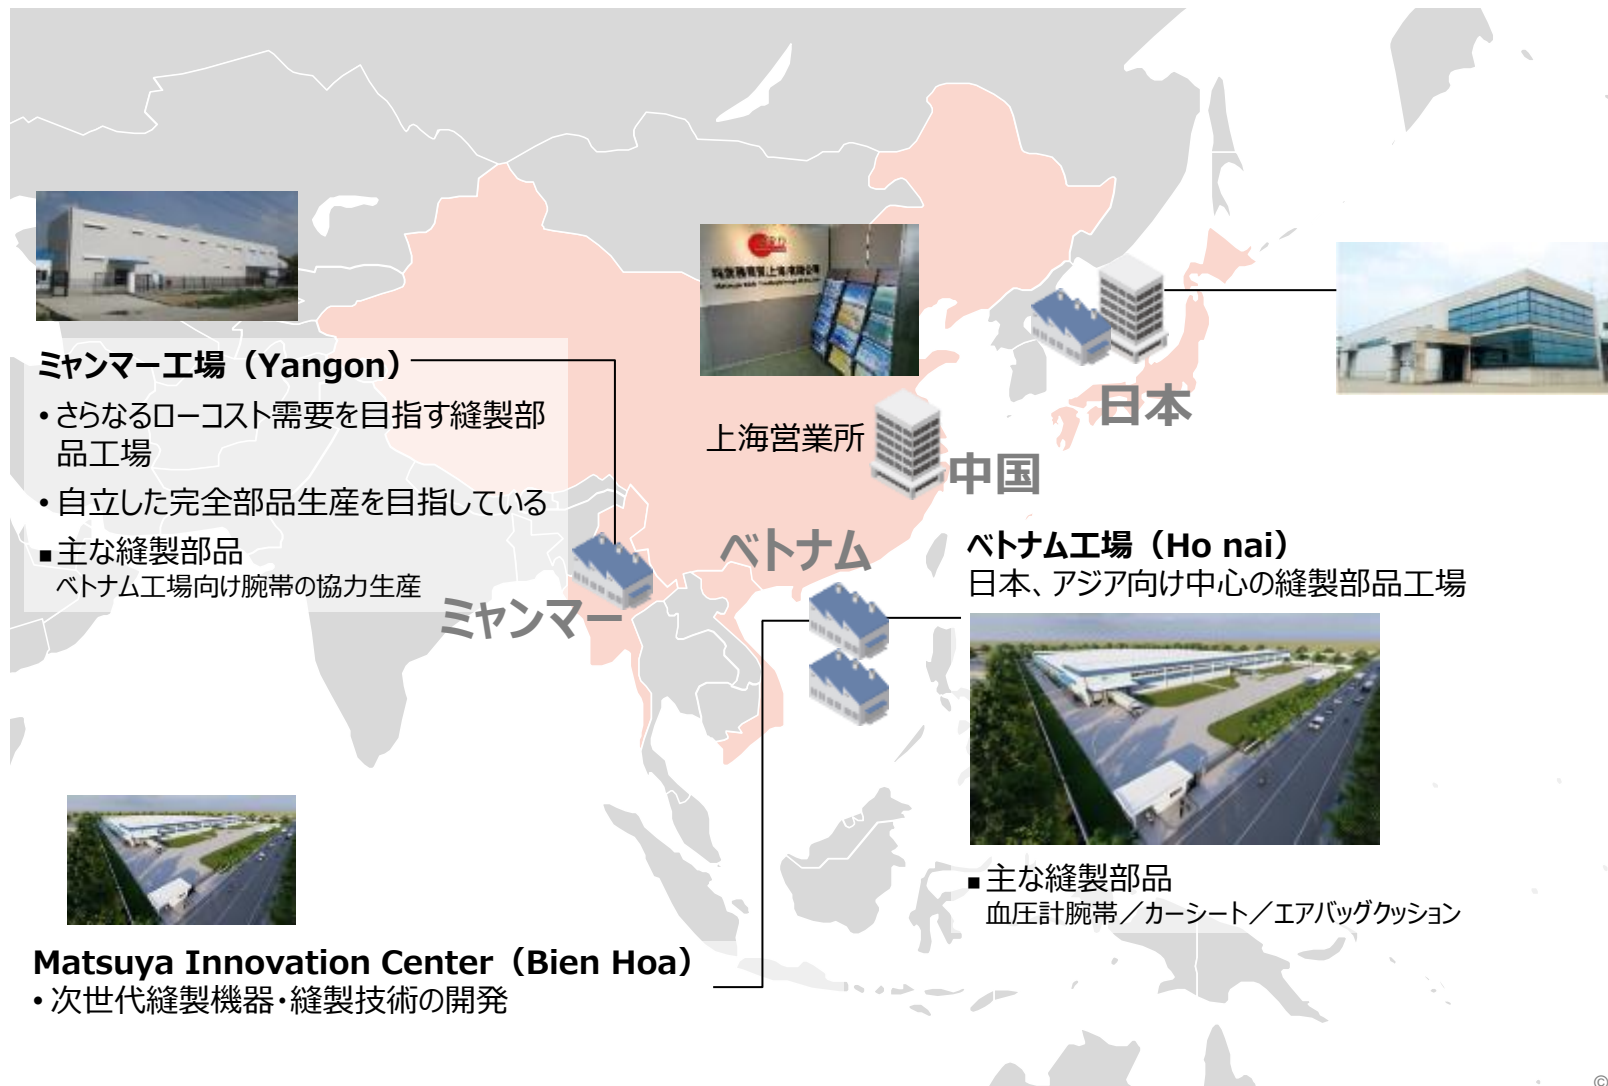 ミャンマー工場（Yangon）
• さらなるローコスト需要を目指す縫製部
品工場
• 自立した完全部品生産を目指している
■ 主な縫製部品
ベトナム工場向け腕帯の協力生産
ミャンマー
上海営業所
中国
日本
ベトナム
ベトナム工場（Ho nai）
日本、アジア向け中心の縫製部品工場
■ 主な縫製部品
血圧計腕帯／カーシート／エアバッグクッション
Matsuya Innovation Center（Bien Hoa）
• 次世代縫製機器・縫製技術の開発
©